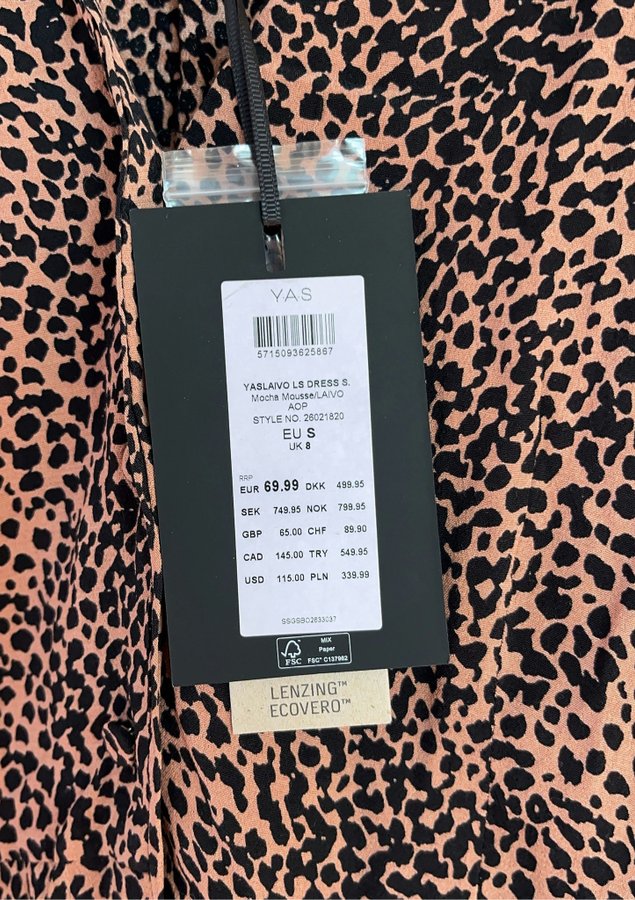 Y.A.S
5715093625867
YASLAIVO LS DRESS S.
Mocha Mousse/LAIVO
AOP
STYLE NO. 26021820
EU S
UK 8
RRP
EUR 69.99 DKK 499.95
SEK 749.95 NOK 799.95
GBP 65.00 CHF 89.90
CAD 145.00 TRY 549.95
USD 115.00 PLN 339.99
SSGSBO2633037
FSC
MIX
Paper
FSC® C137982
LENZING™
ECOVERO™